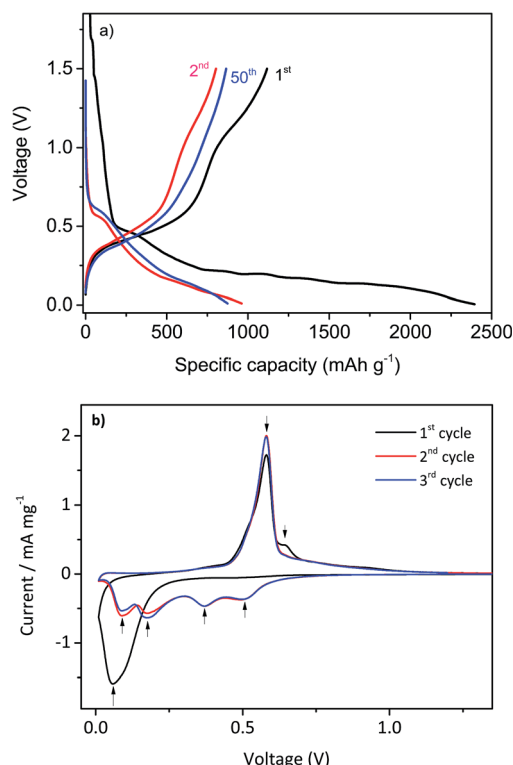 a)
Voltage (V)
1.5
1.0
0.5
0.0
2nd
50th
1st
0 500 1000 1500 2000 2500
Specific capacity (mAh g-1)
b)
Current / mA mg-1
2
1
0
-1
1st cycle
2nd cycle
3rd cycle
0.0 0.5 1.0
Voltage (V)